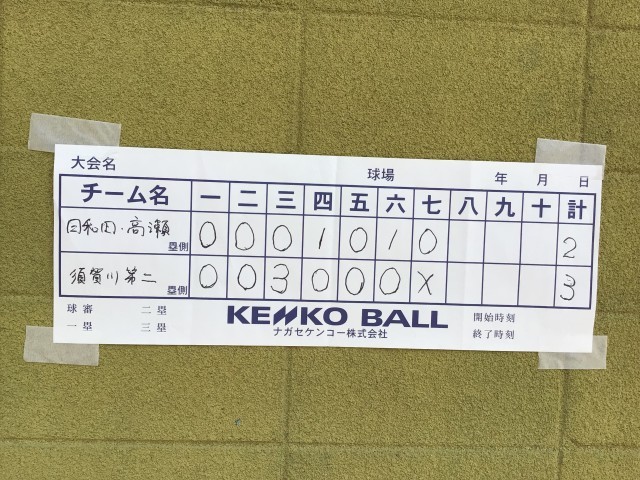 大会名 球場 年 月 日
チーム名 一 二 三 四 五 六 七 八 九 十 計
日和田・高瀬 塁側 0 0 0 1 0 1 0 2
須賀川第二 塁側 0 0 3 0 0 0 X 3
球審 二塁 KENKO BALL 開始時刻
一塁 三塁 ナガセケンコー株式会社 終了時刻